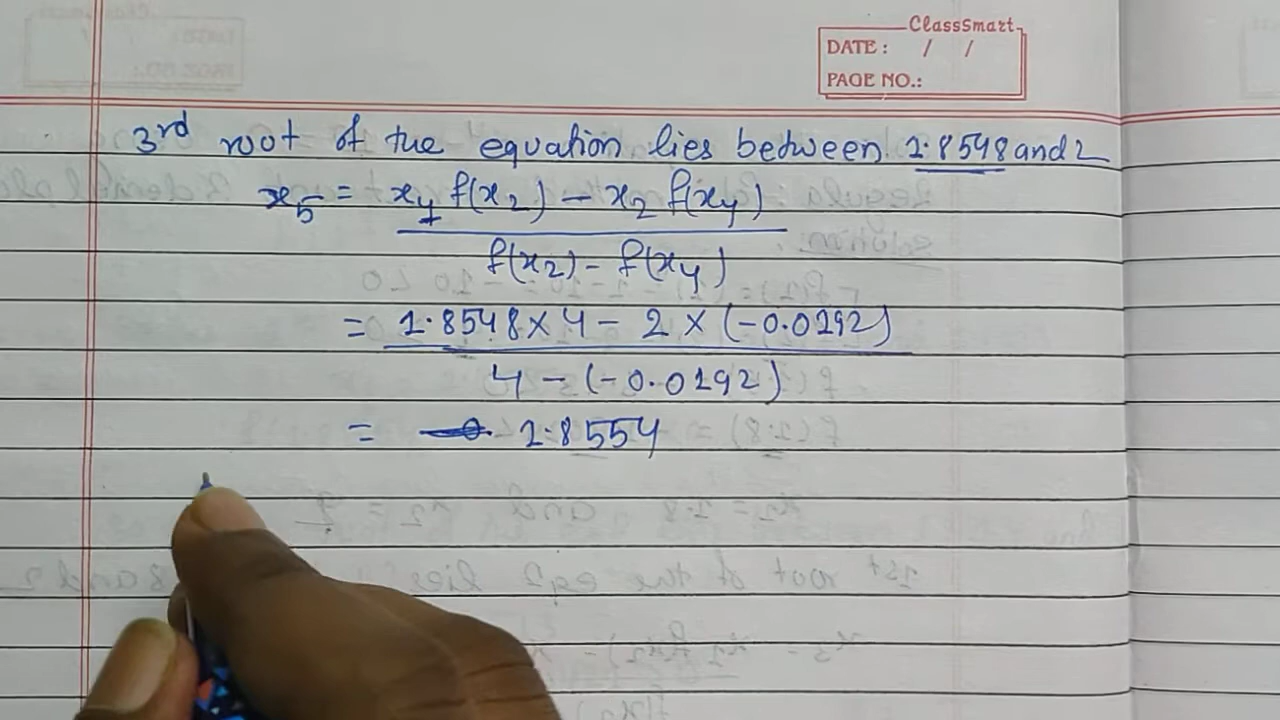 ClassSmart
DATE : / /
PAGE NO.:
3rd root of the equation lies between 1.8548 and 2
x5 = x4 f(x2) - x2 f(x4)
f(x2) - f(x4)
= 1.8548 × 4 - 2 × (-0.0292)
4 - (-0.0292)
= 1.8554